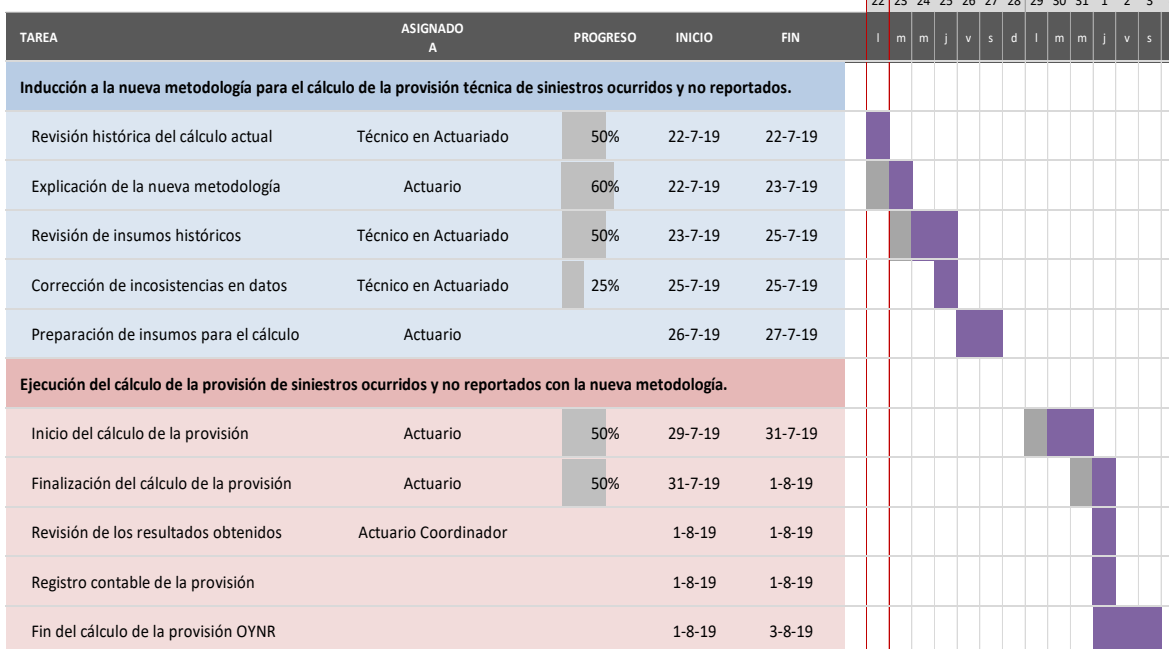 22 23 24 25 26 27 28 29 30 31 1 2 3
TAREA ASIGNADO A PROGRESO INICIO FIN l m m j v s d l m m j v s
Inducción a la nueva metodología para el cálculo de la provisión técnica de siniestros ocurridos y no reportados.
Revisión histórica del cálculo actual Técnico en Actuariado 50% 22-7-19 22-7-19
Explicación de la nueva metodología Actuario 60% 22-7-19 23-7-19
Revisión de insumos históricos Técnico en Actuariado 50% 23-7-19 25-7-19
Corrección de incosistencias en datos Técnico en Actuariado 25% 25-7-19 25-7-19
Preparación de insumos para el cálculo Actuario 26-7-19 27-7-19
Ejecución del cálculo de la provisión de siniestros ocurridos y no reportados con la nueva metodología.
Inicio del cálculo de la provisión Actuario 50% 29-7-19 31-7-19
Finalización del cálculo de la provisión Actuario 50% 31-7-19 1-8-19
Revisión de los resultados obtenidos Actuario Coordinador 1-8-19 1-8-19
Registro contable de la provisión 1-8-19 1-8-19
Fin del cálculo de la provisión OYNR 1-8-19 3-8-19